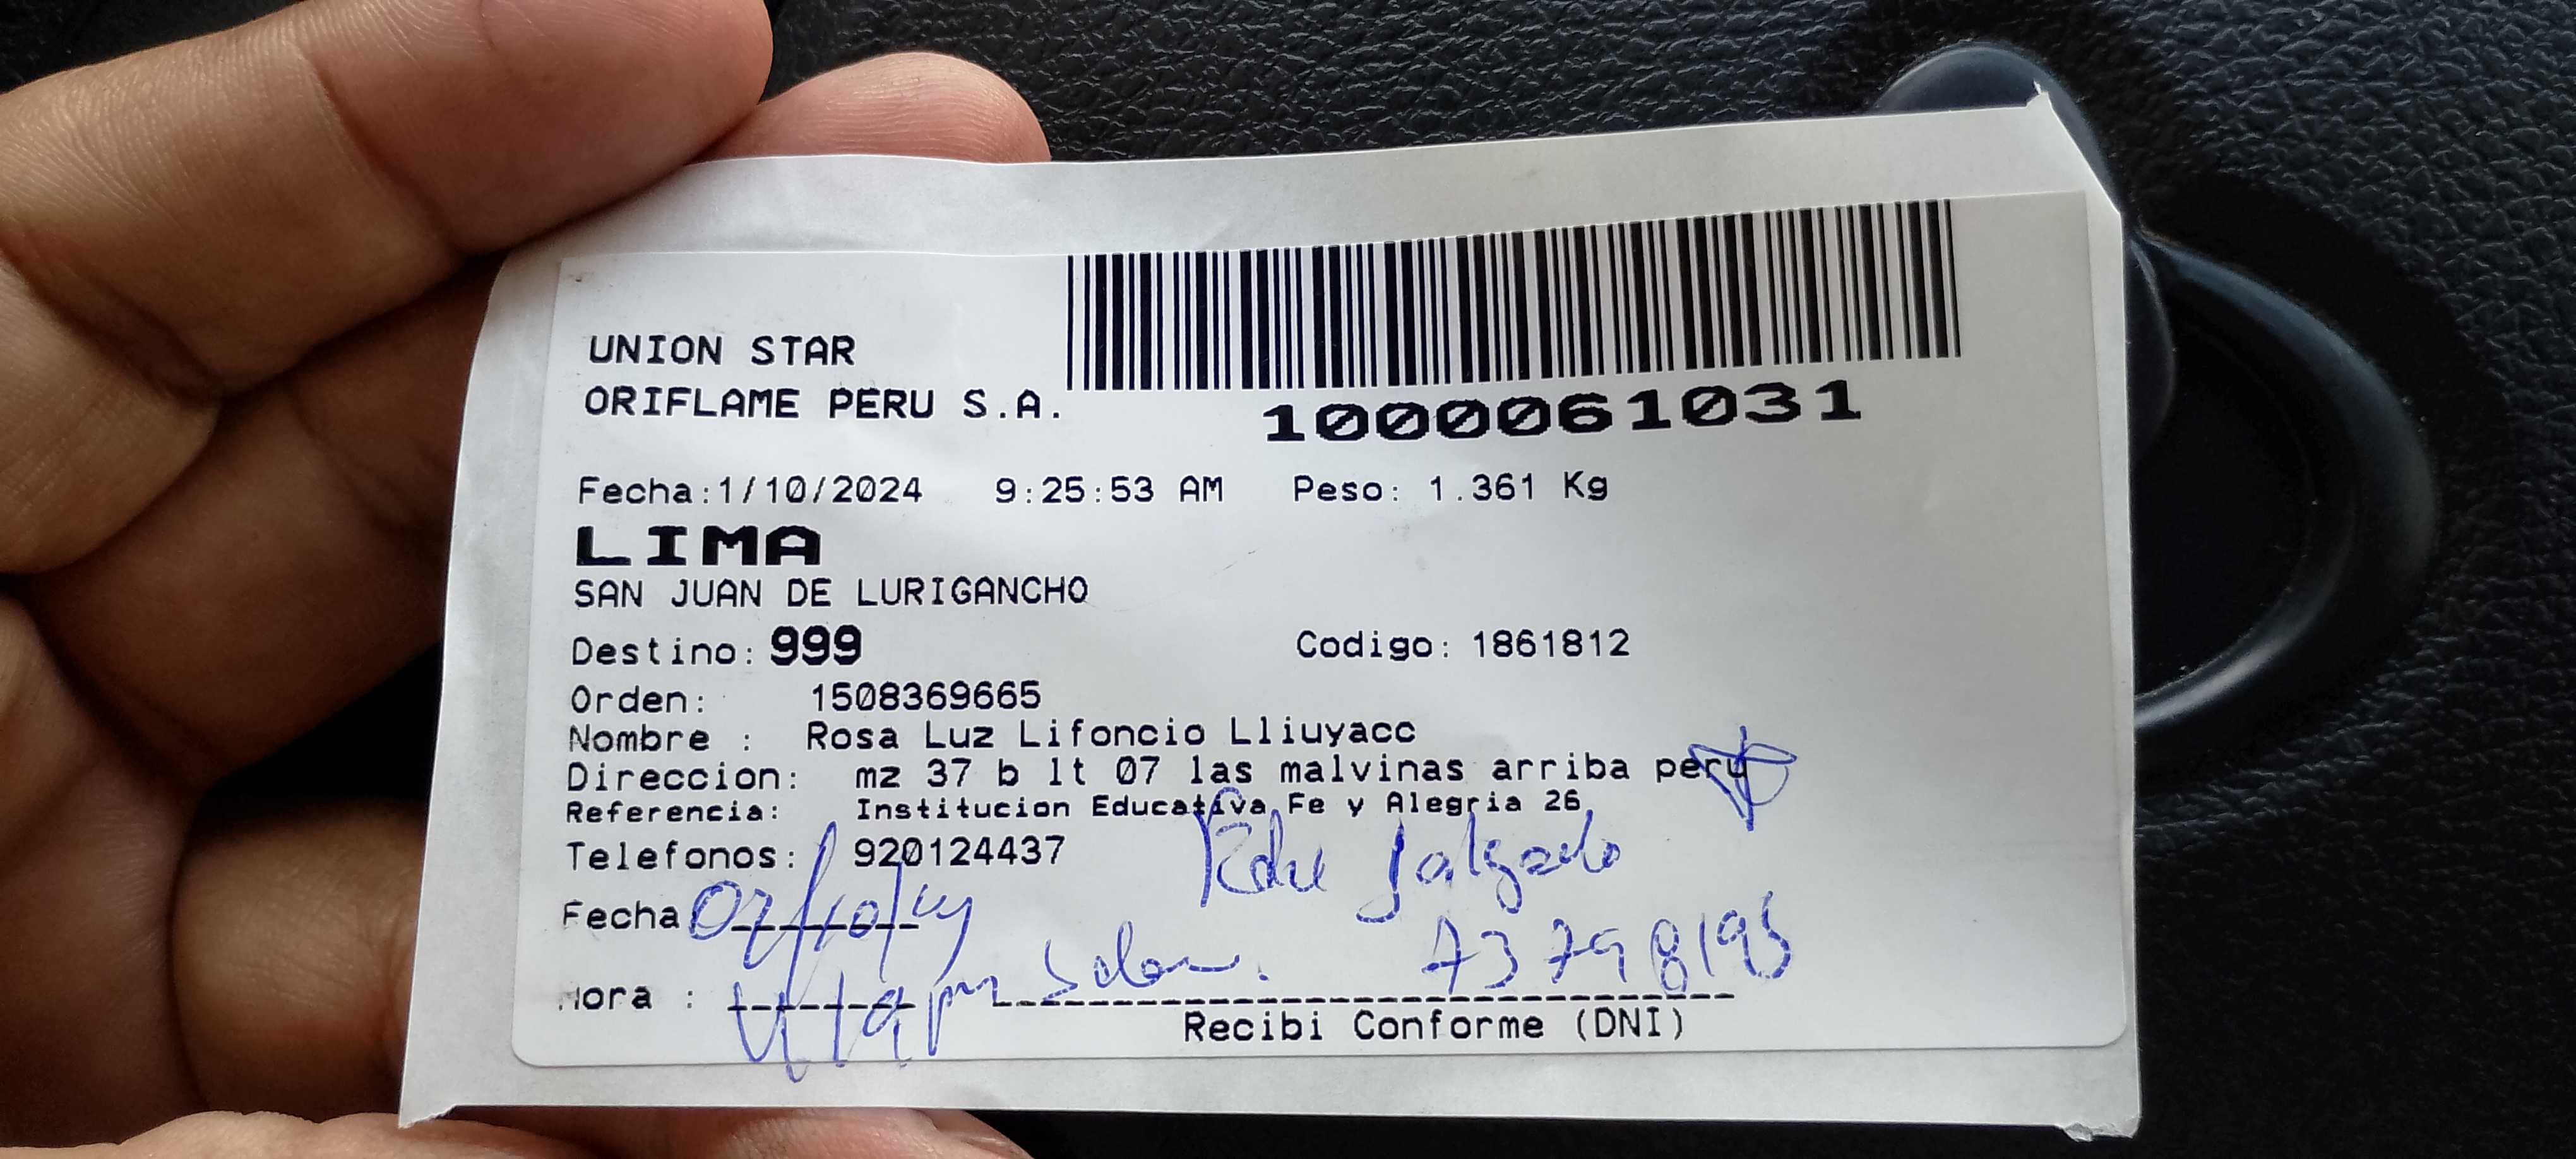 UNION STAR
ORIFLAME PERU S.A.
1000061031
Fecha:1/10/2024 9:25:53 AM Peso: 1.361 Kg
LIMA
SAN JUAN DE LURIGANCHO
Destino: 999 Codigo: 1861812
Orden: 1508369665
Nombre : Rosa Luz Lifoncio Lliuyacc
Direccion: mz 37 b lt 07 las malvinas arriba peru
Referencia: Institucion Educativa Fe y Alegria 26
Telefonos: 920124437
Salgado
Fecha 02/10/24
73798195
Hora :
Recibi Conforme (DNI)